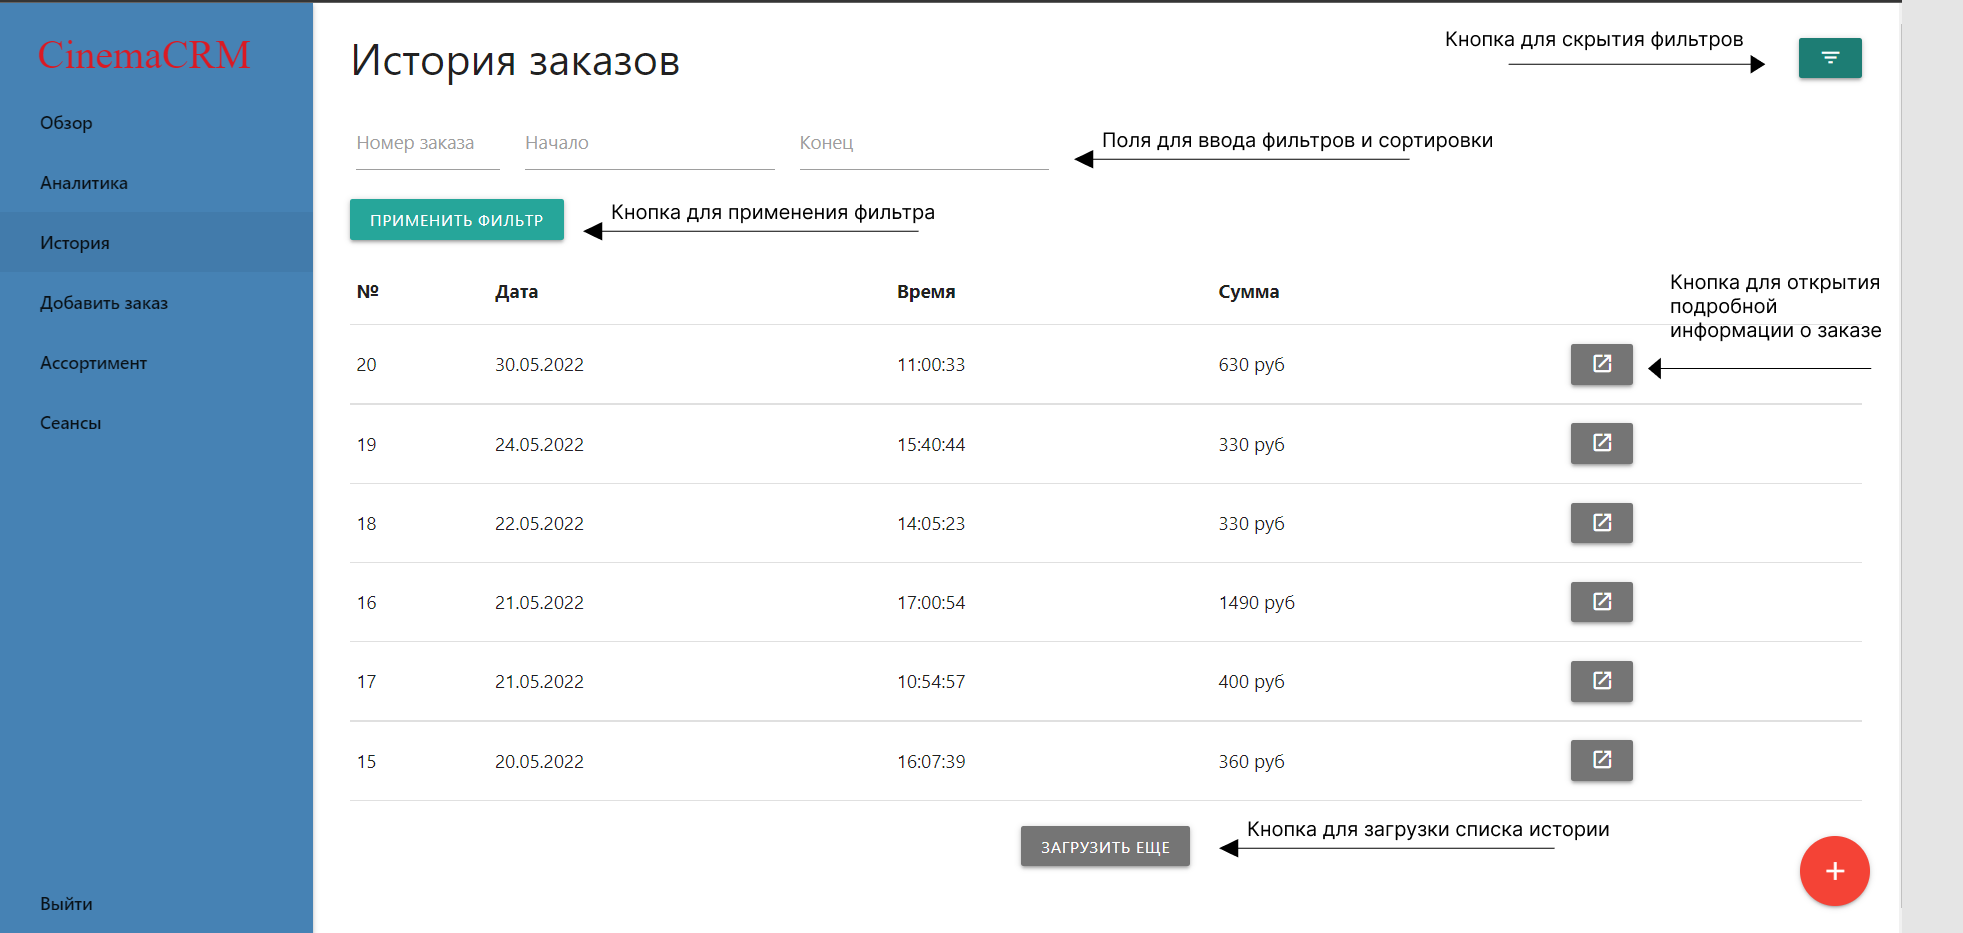 CinemaCRM
Обзор
Аналитика
История
Добавить заказ
Ассортимент
Сеансы
Выйти
История заказов
Кнопка для скрытия фильтров
Номер заказа
Начало
Конец
Поля для ввода фильтров и сортировки
ПРИМЕНИТЬ ФИЛЬТР
Кнопка для применения фильтра
№ Дата Время Сумма
Кнопка для открытия
подробной
информации о заказе
20 30.05.2022 11:00:33 630 руб
19 24.05.2022 15:40:44 330 руб
18 22.05.2022 14:05:23 330 руб
16 21.05.2022 17:00:54 1490 руб
17 21.05.2022 10:54:57 400 руб
15 20.05.2022 16:07:39 360 руб
ЗАГРУЗИТЬ ЕЩЕ
Кнопка для загрузки списка истории